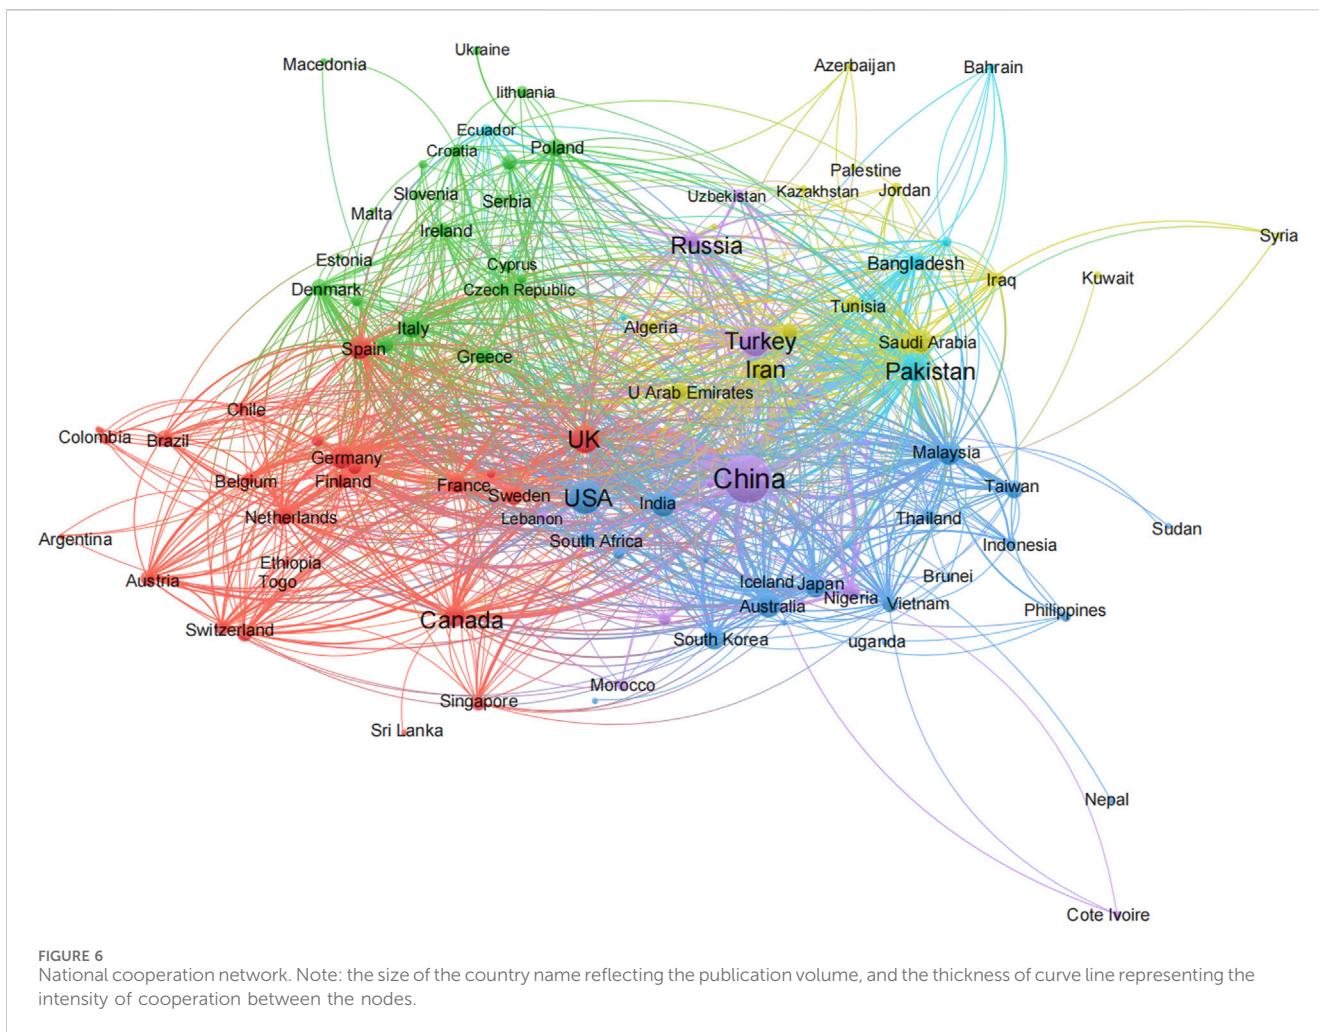 Ukraine
Macedonia
Azerbaijan
Bahrain
lithuania
Ecuador
Croatia
Poland
Palestine
Slovenia
Serbia
Uzbekistan
Kazakhstan
Jordan
Malta
Ireland
Russia
Syria
Estonia
Cyprus
Bangladesh
Denmark
Czech Republic
Iraq
Kuwait
Tunisia
Italy
Algeria
Spain
Greece
Turkey
Saudi Arabia
Iran
Pakistan
U Arab Emirates
Chile
Colombia
Brazil
UK
Germany
Malaysia
Belgium
Finland
France
Sweden
USA
India
China
Taiwan
Netherlands
Lebanon
Thailand
Sudan
Argentina
South Africa
Indonesia
Ethiopia
Togo
Austria
Iceland
Japan
Brunei
Nigeria
Australia
Vietnam
Philippines
Switzerland
Canada
South Korea
uganda
Morocco
Singapore
Sri Lanka
Nepal
Cote Ivoire
FIGURE 6
National cooperation network. Note: the size of the country name reflecting the publication volume, and the thickness of curve line representing the
intensity of cooperation between the nodes.